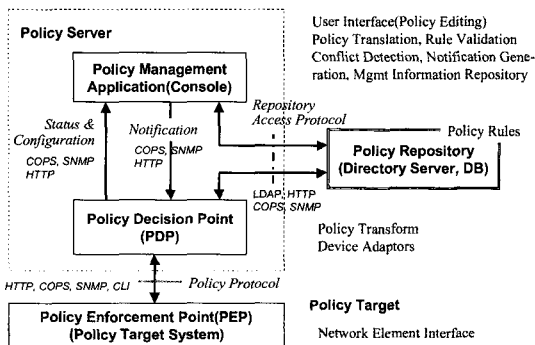 Policy Server
User Interface(Policy Editing)
Policy Translation, Rule Validation
Conflict Detection, Notification Gene-
ration, Mgmt Information Repository
Policy Management
Application(Console)
Repository
Access Protocol
Status &
Configuration
COPS, SNMP
HTTP
Notification
COPS, SNMP
HTTP
Policy Rules
Policy Repository
(Directory Server, DB)
LDAP, HTTP
COPS, SNMP
Policy Decision Point
(PDP)
Policy Transform
Device Adaptors
HTTP, COPS, SNMP, CLI
Policy Protocol
Policy Enforcement Point(PEP)
(Policy Target System)
Policy Target
Network Element Interface